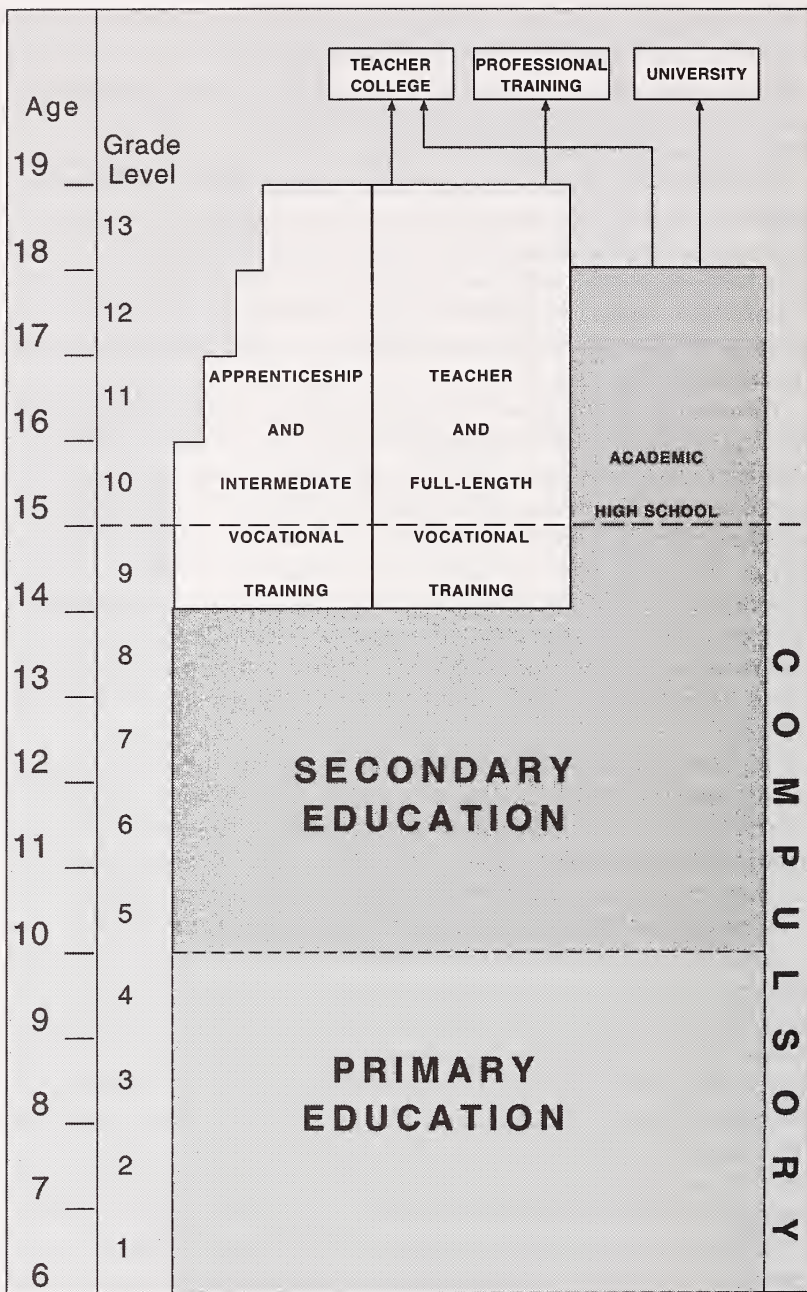 TEACHER
COLLEGE
PROFESSIONAL
TRAINING
UNIVERSITY
Age
Grade
Level
19
13
18
12
17
11
16
10
15
9
14
8
13
7
12
6
11
5
10
4
9
3
8
2
7
1
6
APPRENTICESHIP
AND
INTERMEDIATE
VOCATIONAL
TRAINING
TEACHER
AND
FULL-LENGTH
VOCATIONAL
TRAINING
ACADEMIC
HIGH SCHOOL
SECONDARY
EDUCATION
PRIMARY
EDUCATION
COMPULSORY